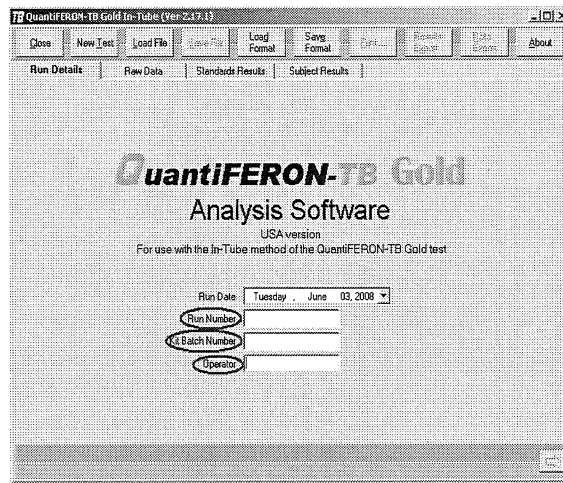 TB QuantiFERON-TB Gold In-Tube (Ver 2.17.1)
Close New Test Load File Save File Load Format Save Format Print... Results Export Data Export About
Run Details Raw Data Standards Results Subject Results
QuantiFERON-TB Gold
Analysis Software
USA version
For use with the In-Tube method of the QuantiFERON-TB Gold test
Run Date Tuesday , June 03, 2008
Run Number
Kit Batch Number
Operator